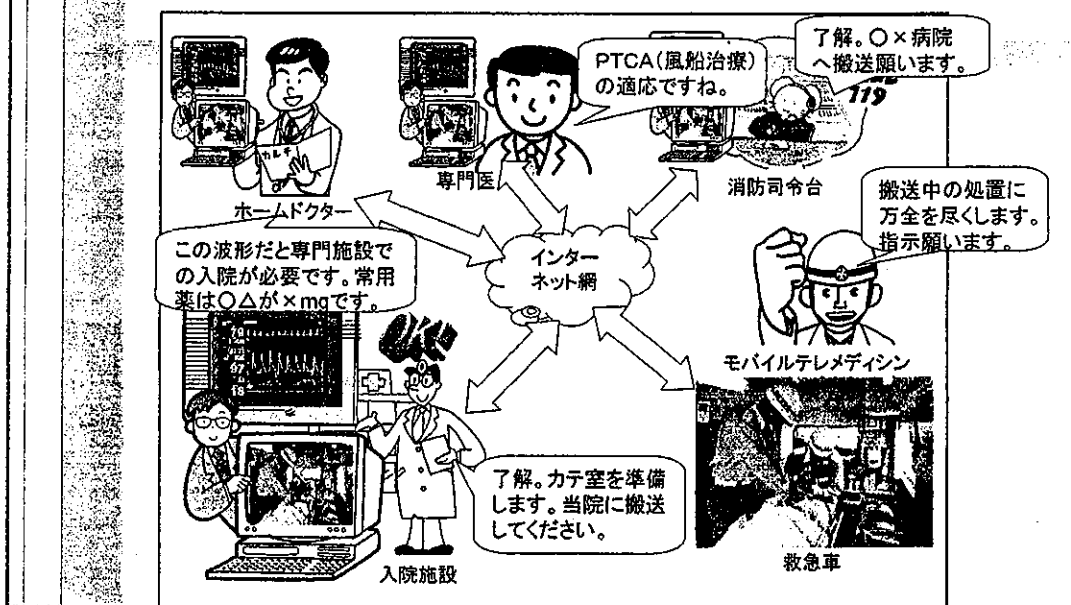 了解。○×病院
へ搬送願います。
PTCA(風船治療)
の適応ですね。
119
カルテ
専門医
消防司令台
ホームドクター
搬送中の処置に
万全を尽くします。
指示願います。
この波形だと専門施設で
の入院が必要です。常用
薬は○△が×mgです。
インター
ネット網
モバイルテレメディシン
了解。カテ室を準備
します。当院に搬送
してください。
入院施設
救急車